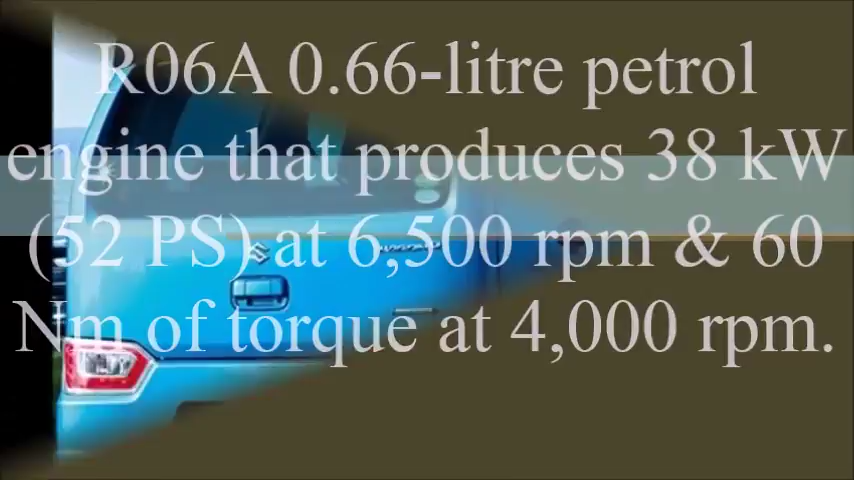 R06A 0.66-litre petrol
engine that produces 38 kW
(52 PS) at 6,500 rpm & 60
Nm of torque at 4,000 rpm.